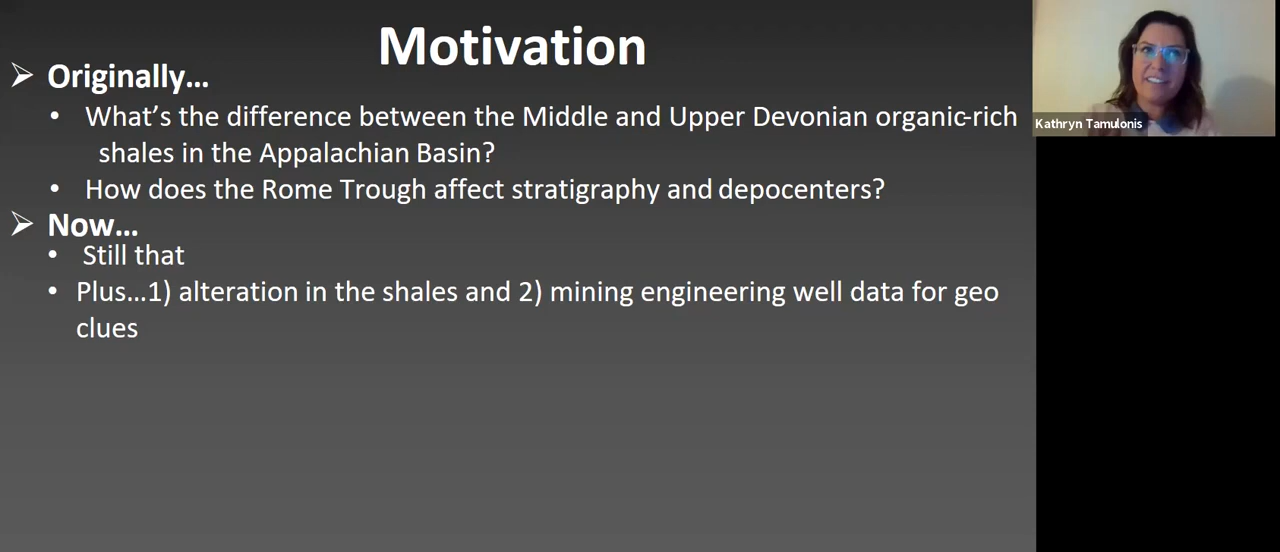 Motivation
➢ Originally…
• What’s the difference between the Middle and Upper Devonian organic-rich
shales in the Appalachian Basin?
• How does the Rome Trough affect stratigraphy and depocenters?
➢ Now…
• Still that
• Plus…1) alteration in the shales and 2) mining engineering well data for geo
clues
Kathryn Tamulonis